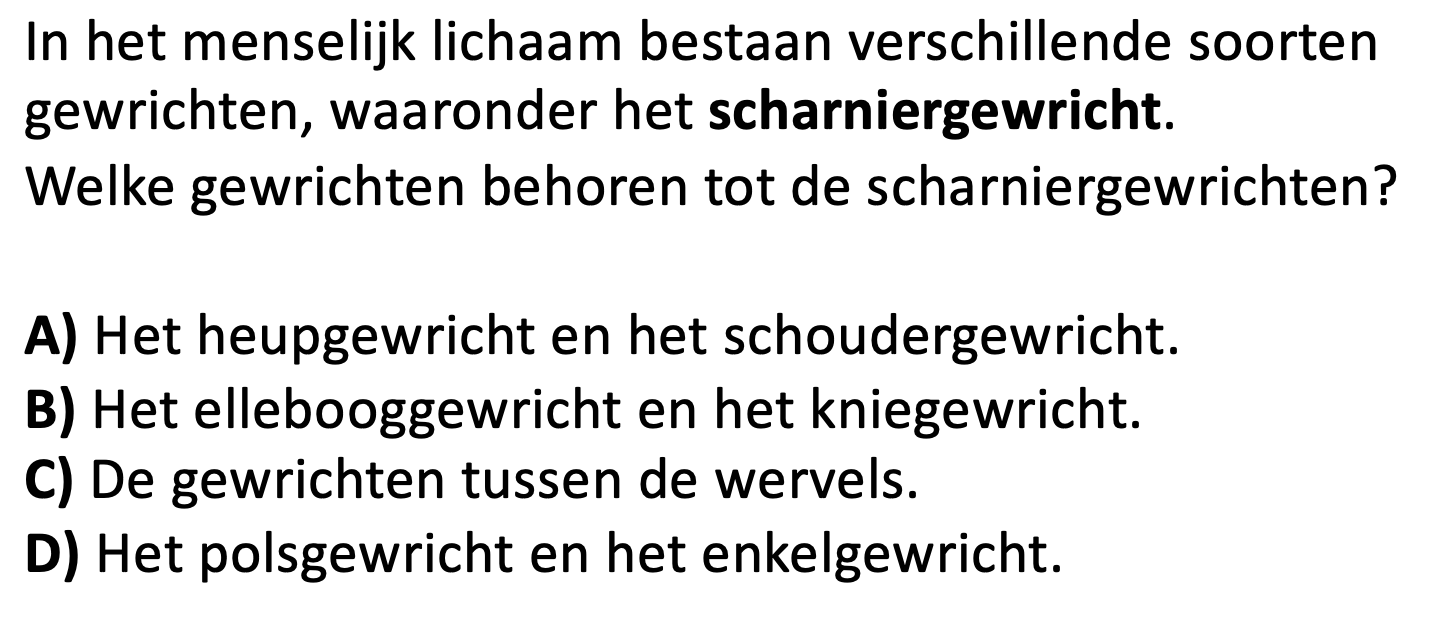 In het menselijk lichaam bestaan verschillende soorten
gewrichten, waaronder het scharniergewricht.
Welke gewrichten behoren tot de scharniergewrichten?
A) Het heupgewricht en het schoudergewricht.
B) Het ellebooggewricht en het kniegewricht.
C) De gewrichten tussen de wervels.
D) Het polsgewricht en het enkelgewricht.